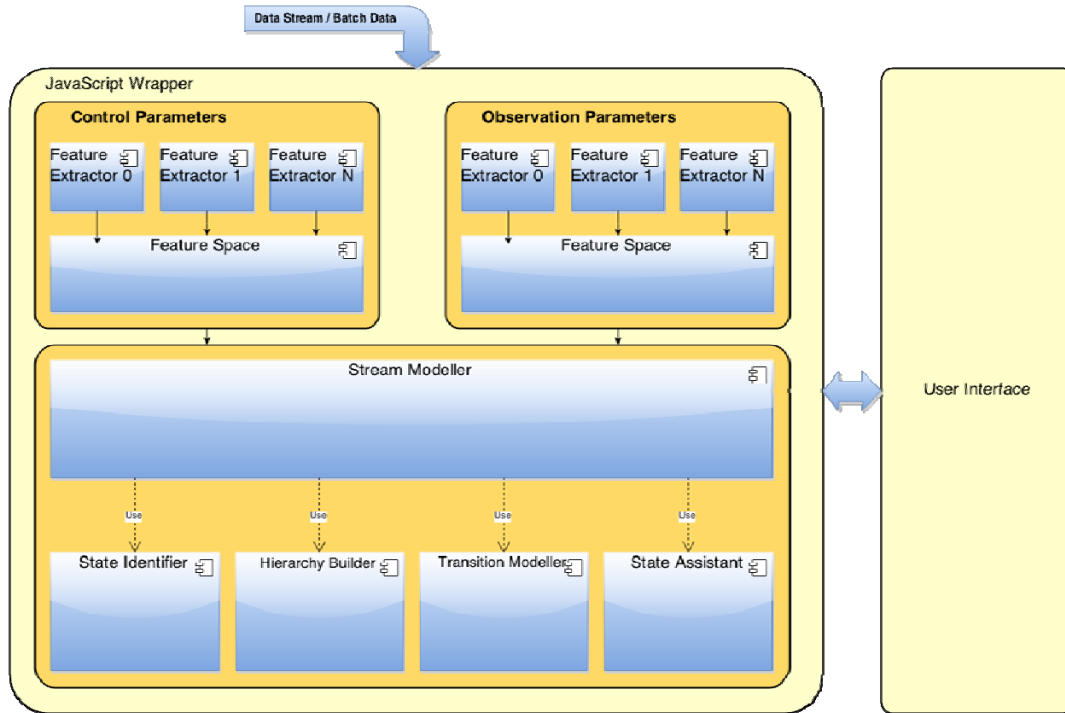 Data Stream / Batch Data
JavaScript Wrapper
Control Parameters
Feature
Extractor 0
Feature
Extractor 1
Feature
Extractor N
Feature Space
Observation Parameters
Feature
Extractor 0
Feature
Extractor 1
Feature
Extractor N
Feature Space
Stream Modeller
Use
Use
Use
Use
State Identifier
Hierarchy Builder
Transition Modeller
State Assistant
User Interface